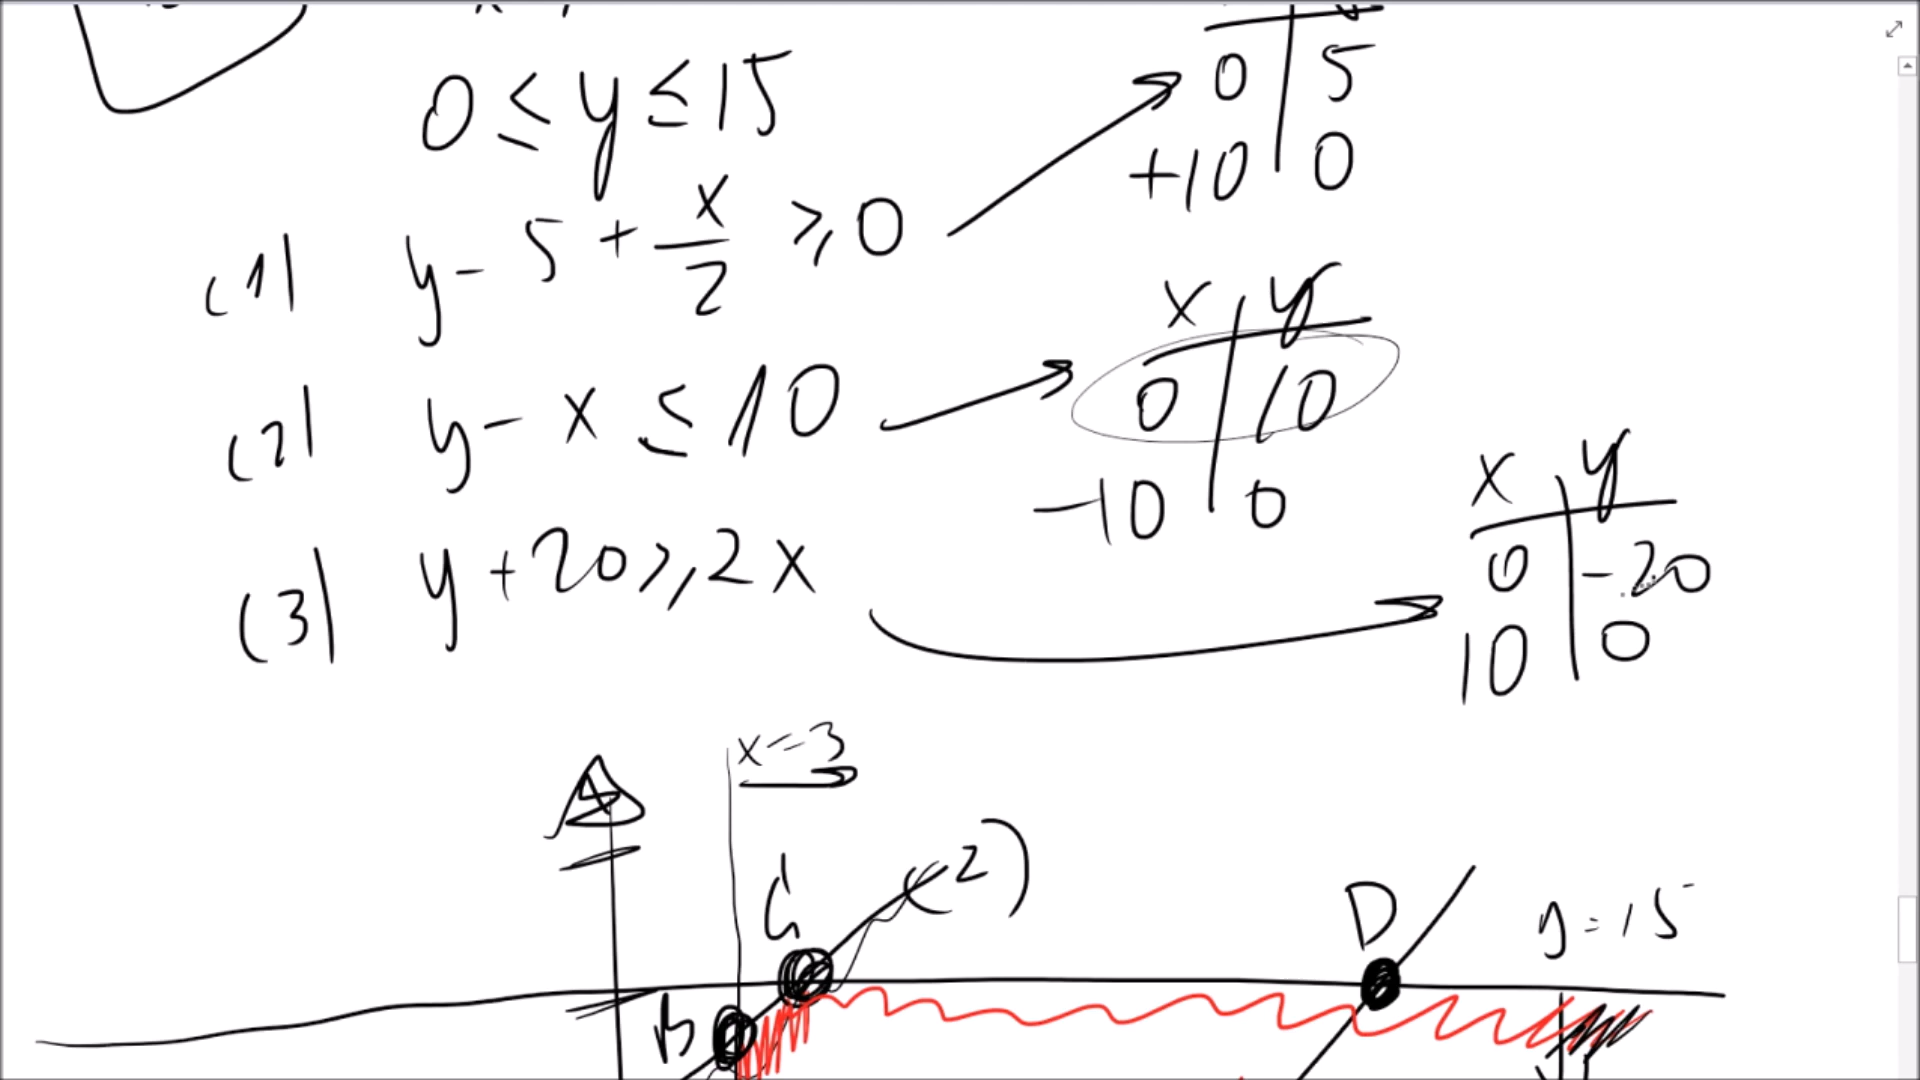 0 ≤ y ≤ 15
0 | 5
+10 | 0
(1) y - 5 + x/2 ≥ 0
x | y
0 | 10
-10 | 0
(2) y - x ≤ 10
x | y
0 | -20
10 | 0
(3) y + 20 ≥ 2x
x = 3
(2)
C
D
y = 15
B